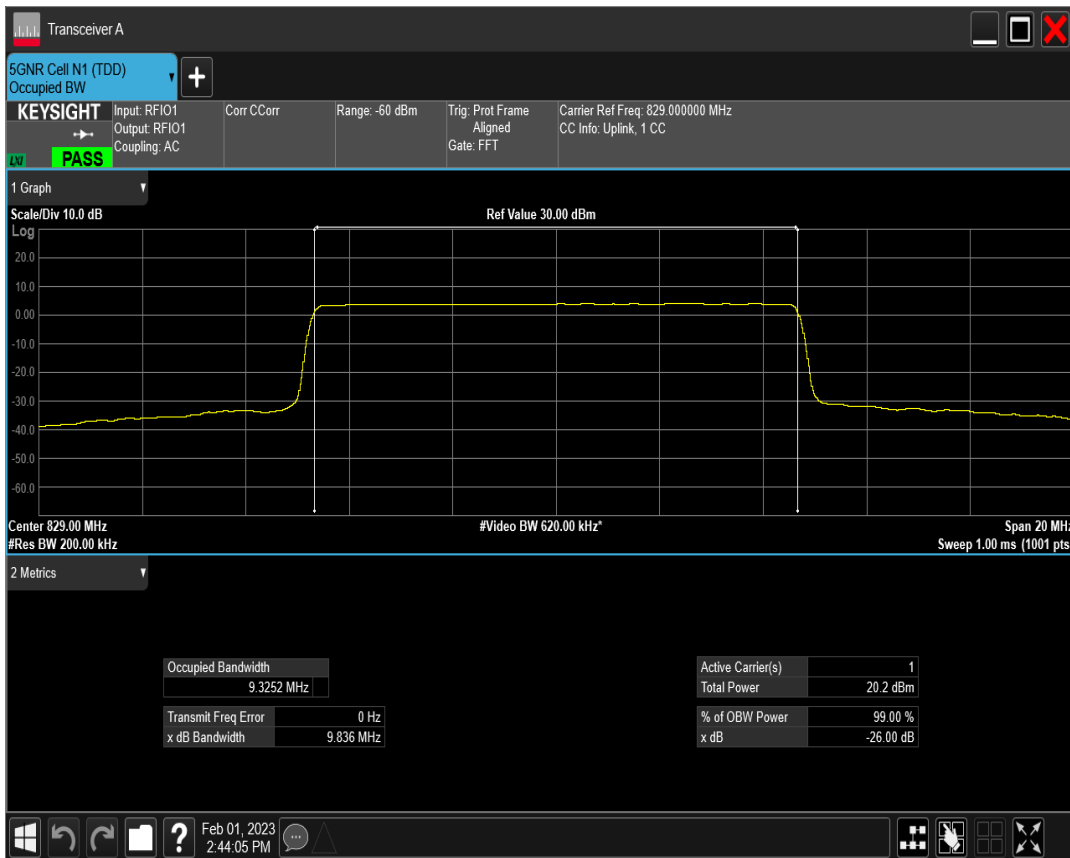 Transceiver A
5GNR Cell N1 (TDD)
Occupied BW
+
KEYSIGHT
LXI
PASS
Input: RFIO1
Output: RFIO1
Coupling: AC
Corr CCorr
Range: -60 dBm
Trig: Prot Frame
Aligned
Gate: FFT
Carrier Ref Freq: 829.000000 MHz
CC Info: Uplink, 1 CC
1 Graph
Scale/Div 10.0 dB
Ref Value 30.00 dBm
Log
20.0
10.0
0.00
-10.0
-20.0
-30.0
-40.0
-50.0
-60.0
Center 829.00 MHz
#Video BW 620.00 kHz*
Span 20 MHz
#Res BW 200.00 kHz
Sweep 1.00 ms (1001 pts
2 Metrics
Occupied Bandwidth
9.3252 MHz
Transmit Freq Error 0 Hz
x dB Bandwidth 9.836 MHz
Active Carrier(s) 1
Total Power 20.2 dBm
% of OBW Power 99.00 %
x dB -26.00 dB
?
Feb 01, 2023
2:44:05 PM